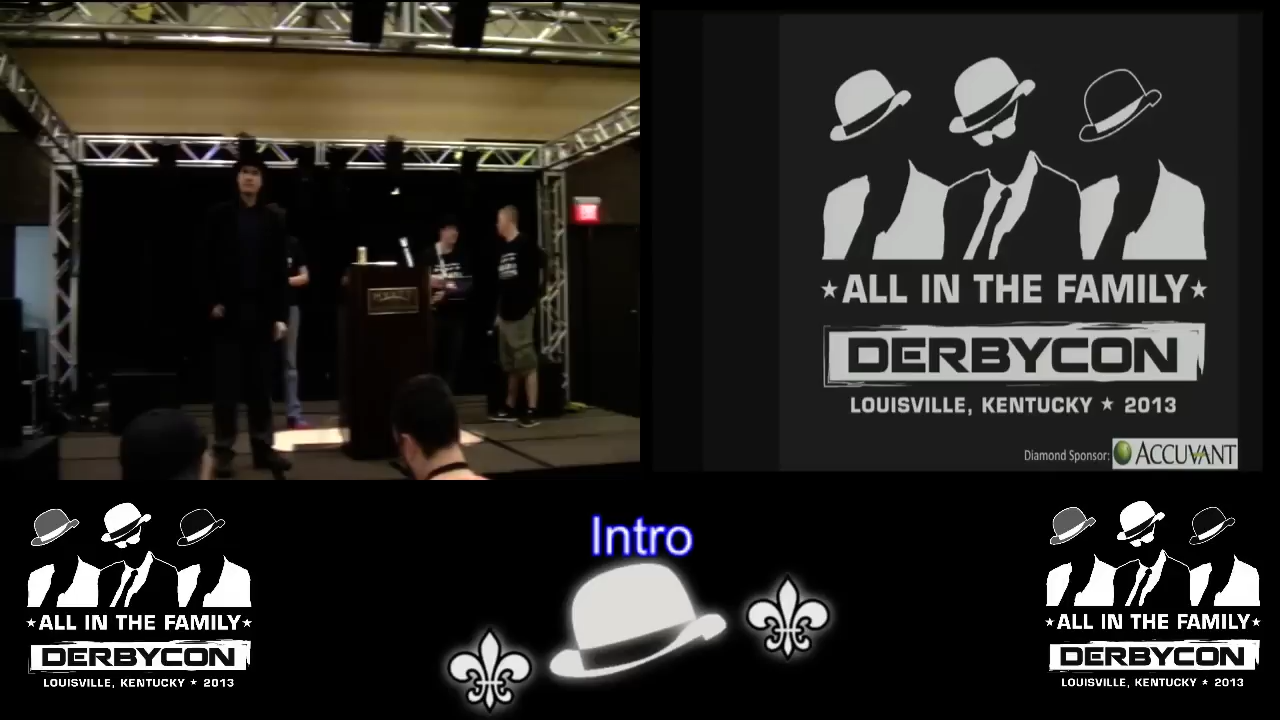 ★ALL IN THE FAMILY★
DERBYCON
LOUISVILLE, KENTUCKY ★ 2013
Diamond Sponsor: ACCUVANT
Intro
★ALL IN THE FAMILY★
DERBYCON
LOUISVILLE, KENTUCKY ★ 2013
★ALL IN THE FAMILY★
DERBYCON
LOUISVILLE, KENTUCKY ★ 2013